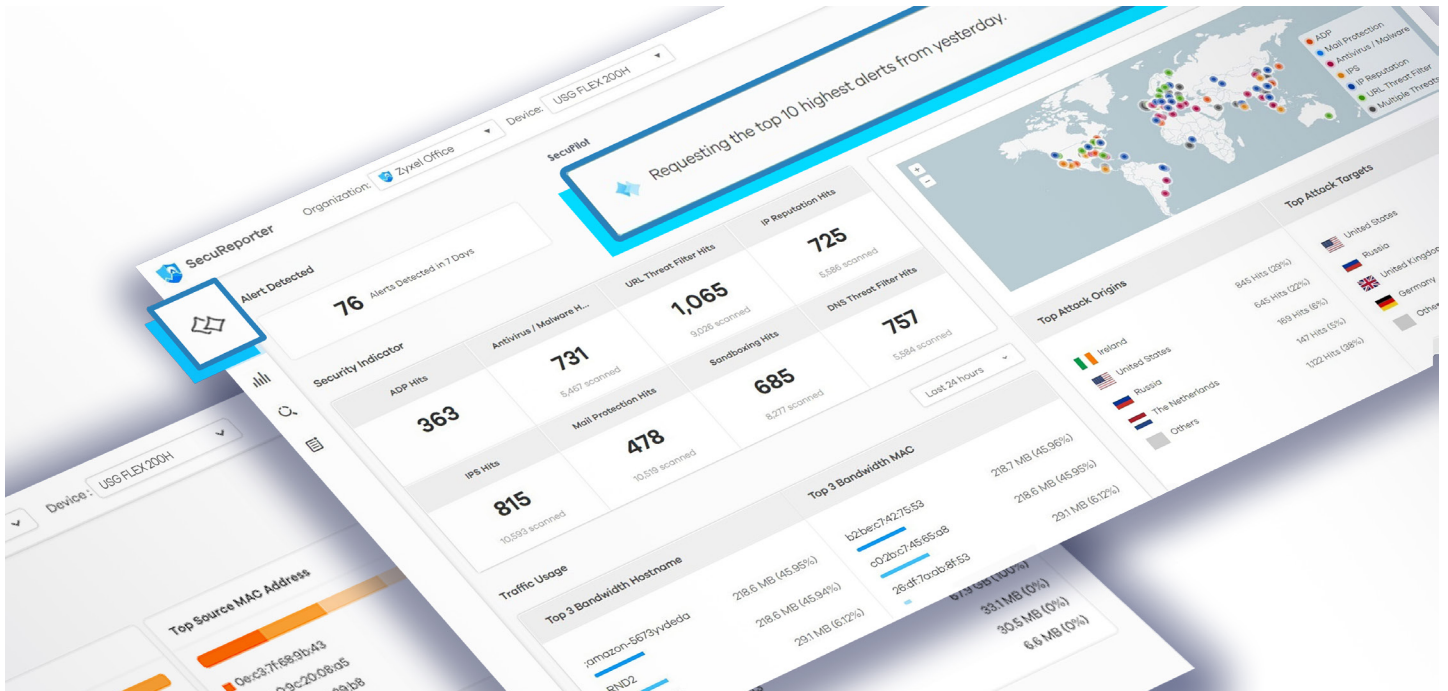 SecuReporter
Organization: Zyxel Office
Device: USG FLEX 200H
Alert Detected
76 Alerts Detected in 7 Days
SecuPilot
Requesting the top 10 highest alerts from yesterday.
Security Indicator
ADP Hits
363
Antivirus / Malware H...
731
5,467 scanned
URL Threat Filter Hits
1,065
9,026 scanned
IP Reputation Hits
725
5,586 scanned
IPS Hits
815
10,593 scanned
Mail Protection Hits
478
10,519 scanned
Sandboxing Hits
685
8,277 scanned
DNS Threat Filter Hits
757
5,584 scanned
+
−
ADP
Mail Protection
Antivirus / Malware
IPS
IP Reputation
URL Threat Filter
Multiple Threats
Top Attack Origins
Ireland 845 Hits (29%)
United States 645 Hits (22%)
Russia 169 Hits (6%)
The Netherlands 147 Hits (5%)
Others 1,122 Hits (38%)
Top Attack Targets
United States
Russia
United Kingdo
Germany
Othe
Traffic Usage
Last 24 hours
Top 3 Bandwidth Hostname
;amazon-5673yvdeda 218.6 MB (45.95%)
RND2 218.6 MB (45.94%)
29.1 MB (6.12%)
Top 3 Bandwidth MAC
b2:be:c7:42:75:53 218.7 MB (45.96%)
c0:2b:c7:45:65:a8 218.6 MB (45.95%)
26:df:7a:ab:8f:53 29.1 MB (6.12%)
Device: USG FLEX 200H
Top Source MAC Address
0e:c3:7f:68:9b:43
9c:20:08:a5
67.9 GB (100%)
33.1 MB (0%)
30.5 MB (0%)
6.6 MB (0%)